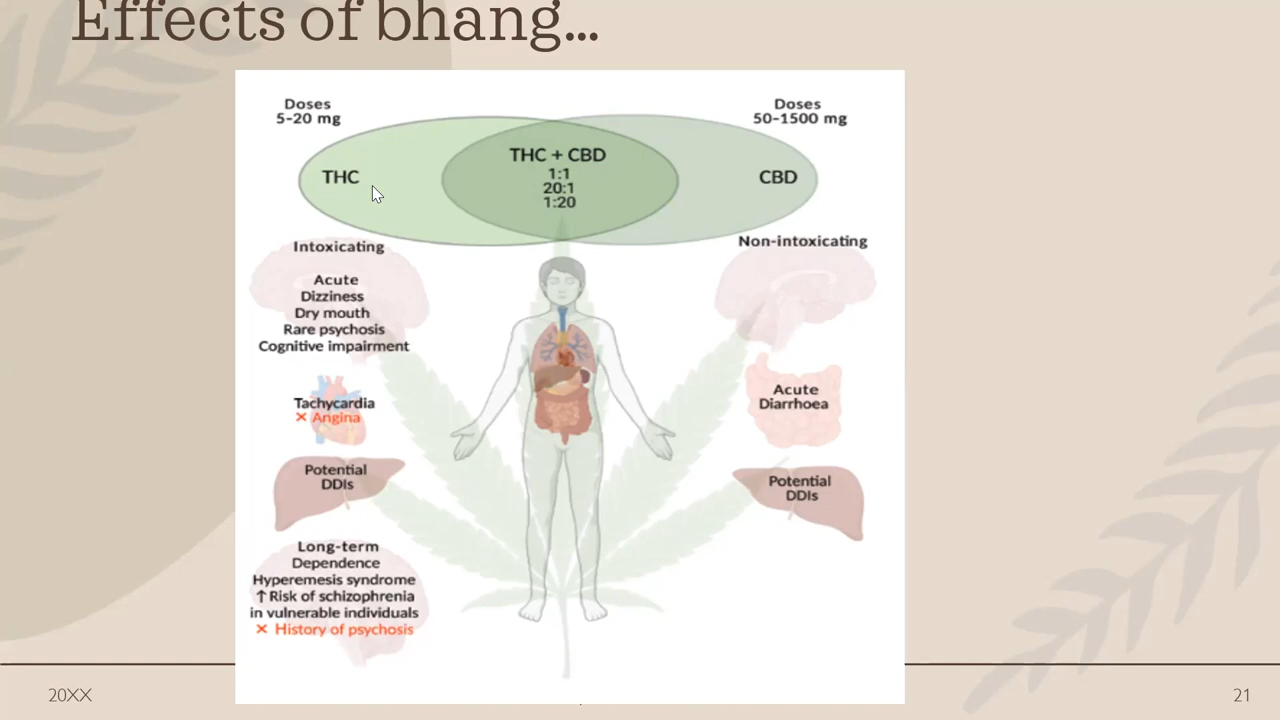 Effects of bhang...
Doses
5-20 mg
Doses
50-1500 mg
THC
THC + CBD
1:1
20:1
1:20
CBD
Intoxicating
Acute
Dizziness
Dry mouth
Rare psychosis
Cognitive impairment
Tachycardia
× Angina
Potential
DDIs
Long-term
Dependence
Hyperemesis syndrome
↑ Risk of schizophrenia
in vulnerable individuals
× History of psychosis
Non-intoxicating
Acute
Diarrhoea
Potential
DDIs
20XX
21